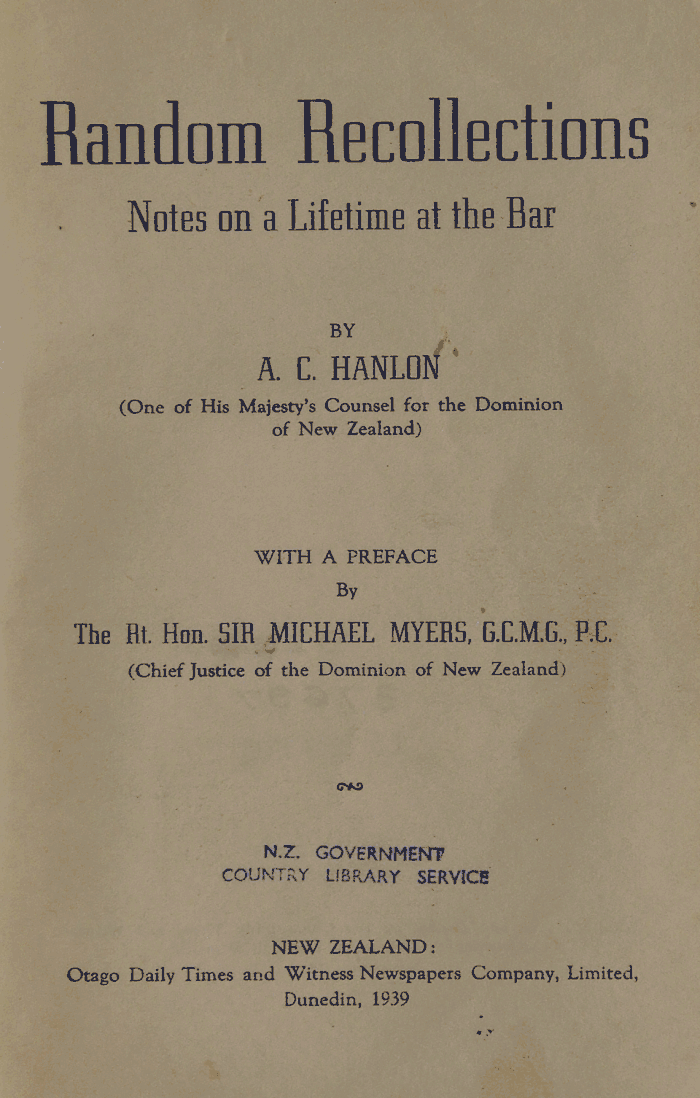 Random Recollections
Notes on a Lifetime at the Bar
BY
A. C. HANLON
(One of His Majesty's Counsel for the Dominion
of New Zealand)
WITH A PREFACE
By
The Rt. Hon. SIR MICHAEL MYERS, G.C.M.G., P.C.
(Chief Justice of the Dominion of New Zealand)
N.Z. GOVERNMENT
COUNTRY LIBRARY SERVICE
NEW ZEALAND:
Otago Daily Times and Witness Newspapers Company, Limited,
Dunedin, 1939